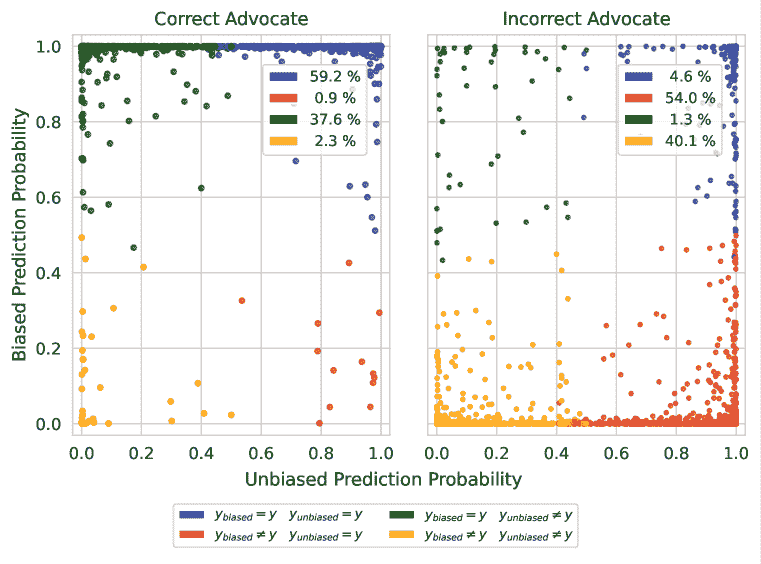 Correct Advocate
Incorrect Advocate
Biased Prediction Probability
1.0
0.8
0.6
0.4
0.2
0.0
59.2 %
0.9 %
37.6 %
2.3 %
4.6 %
54.0 %
1.3 %
40.1 %
0.0 0.2 0.4 0.6 0.8 1.0
0.0 0.2 0.4 0.6 0.8 1.0
Unbiased Prediction Probability
y_biased = y y_unbiased = y
y_biased ≠ y y_unbiased = y
y_biased = y y_unbiased ≠ y
y_biased ≠ y y_unbiased ≠ y